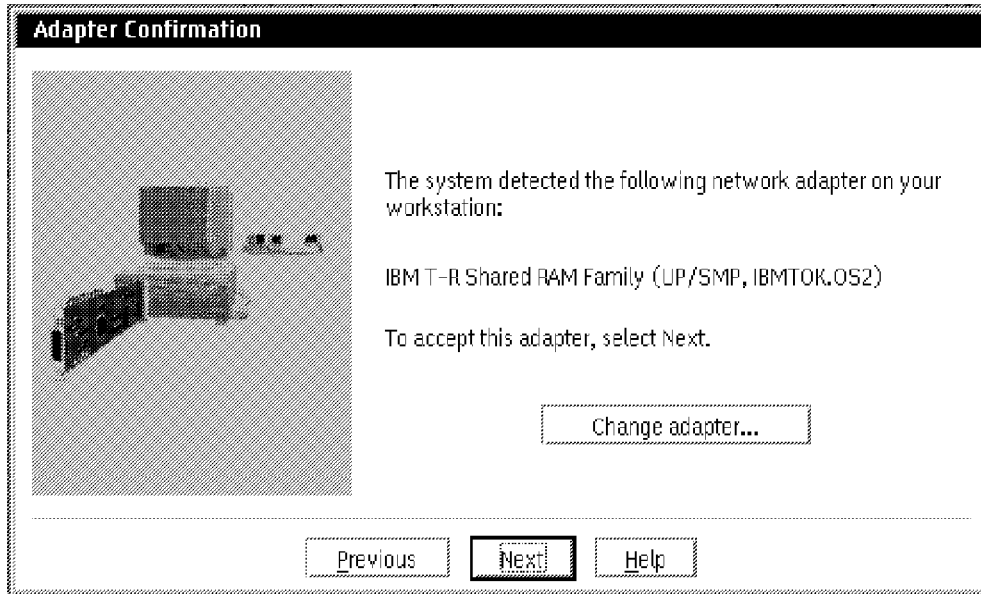 Adapter Confirmation
The system detected the following network adapter on your
workstation:
IBM T-R Shared RAM Family (UP/SMP, IBMTOK.OS2)
To accept this adapter, select Next.
Change adapter...
Previous Next Help